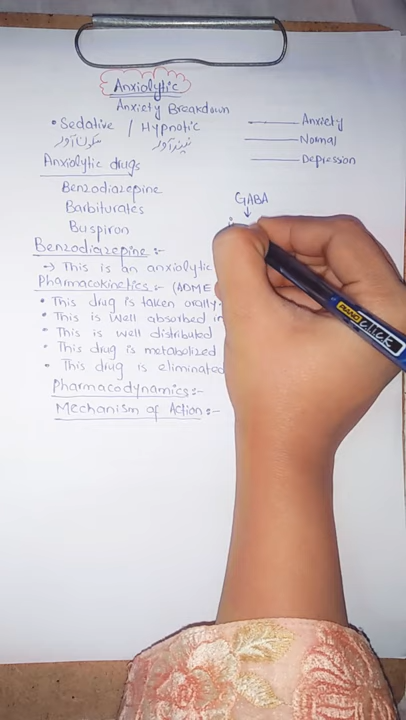 Anxiolytic
Anxiety Breakdown
• Sedative / Hypnotic
سکون آور نیند آور
Anxiety
Normal
Depression
Anxiolytic drugs
Benzodiazepine
Barbiturates
Buspiron
GABA
Benzodiazepine :-
→ This is an anxiolytic
Pharmacokinetics :- (ADME
• This drug is taken orally
• This is well absorbed in
• This is well distributed
• This drug is metabolized
• This drug is eliminated
Pharmacodynamics :-
Mechanism of Action :-
PIANO click